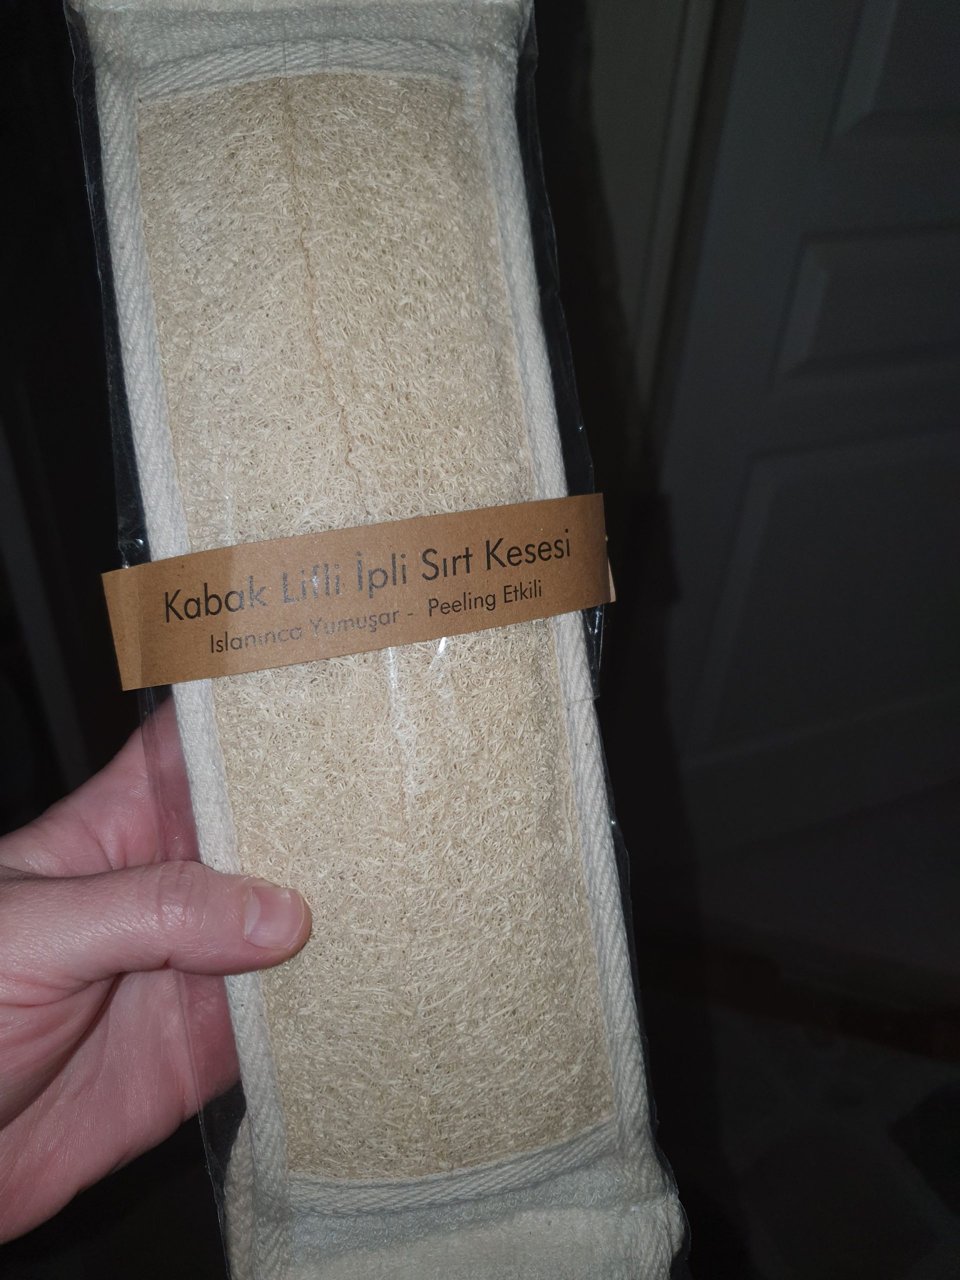 Kabak Lifli İpli Sırt Kesesi
Islanınca Yumuşar - Peeling Etkili